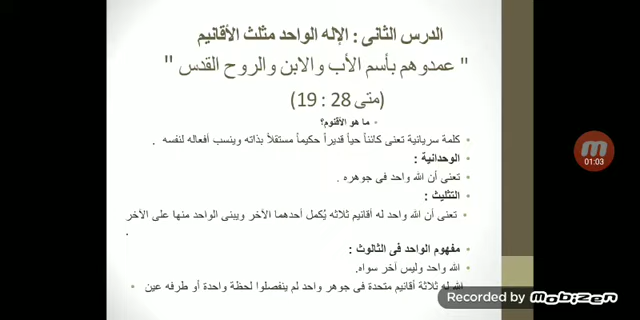 الدرس الثانى : الإله الواحد مثلث الأقانيم
" عمدوهم بأسم الأب والابن والروح القدس "
(متى 28 : 19)
• ما هو الأقنوم؟
كلمة سريانية تعنى كائناً حياً قديراً حكيماً مستقلاً بذاته وينسب أفعاله لنفسه .
• الوحدانية :
• تعنى أن الله واحد فى جوهره .
• التثليث :
• تعنى أن الله واحد له أقانيم ثلاثه يُكمل أحدهما الأخر ويبنى الواحد منها على الأخر
.
• مفهوم الواحد فى الثالوث :
• الله واحد وليس آخر سواه.
• الله له ثلاثة أقانيم متحدة فى جوهر واحد لم ينفصلوا لحظة واحدة أو طرفه عين
01:03
Recorded by Mobizen